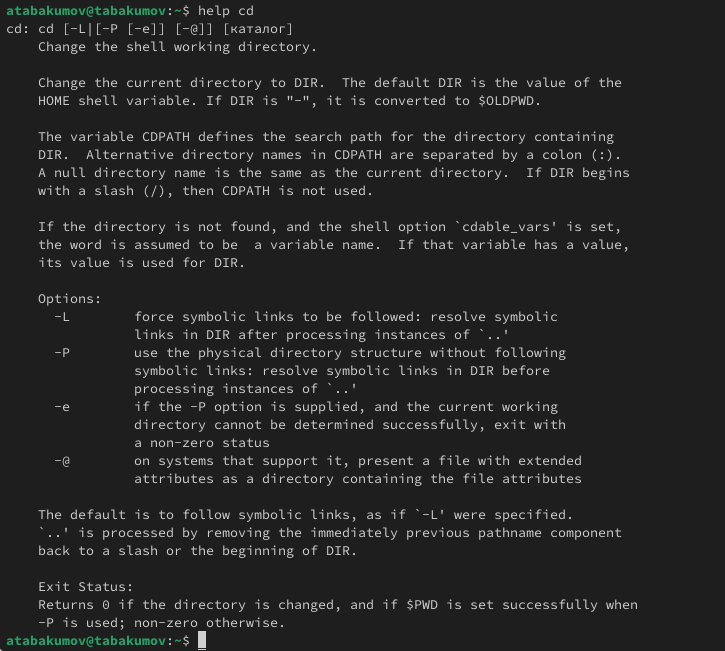 atabakumov@tabakumov:~$ help cd
cd: cd [-L|[-P [-e]] [-@]] [каталог]
    Change the shell working directory.

    Change the current directory to DIR.  The default DIR is the value of the
    HOME shell variable. If DIR is "-", it is converted to $OLDPWD.

    The variable CDPATH defines the search path for the directory containing
    DIR.  Alternative directory names in CDPATH are separated by a colon (:).
    A null directory name is the same as the current directory.  If DIR begins
    with a slash (/), then CDPATH is not used.

    If the directory is not found, and the shell option `cdable_vars' is set,
    the word is assumed to be  a variable name.  If that variable has a value,
    its value is used for DIR.

    Options:
      -L        force symbolic links to be followed: resolve symbolic
                links in DIR after processing instances of `..'
      -P        use the physical directory structure without following
                symbolic links: resolve symbolic links in DIR before
                processing instances of `..'
      -e        if the -P option is supplied, and the current working
                directory cannot be determined successfully, exit with
                a non-zero status
      -@        on systems that support it, present a file with extended
                attributes as a directory containing the file attributes

    The default is to follow symbolic links, as if `-L' were specified.
    `..' is processed by removing the immediately previous pathname component
    back to a slash or the beginning of DIR.

    Exit Status:
    Returns 0 if the directory is changed, and if $PWD is set successfully when
    -P is used; non-zero otherwise.
atabakumov@tabakumov:~$